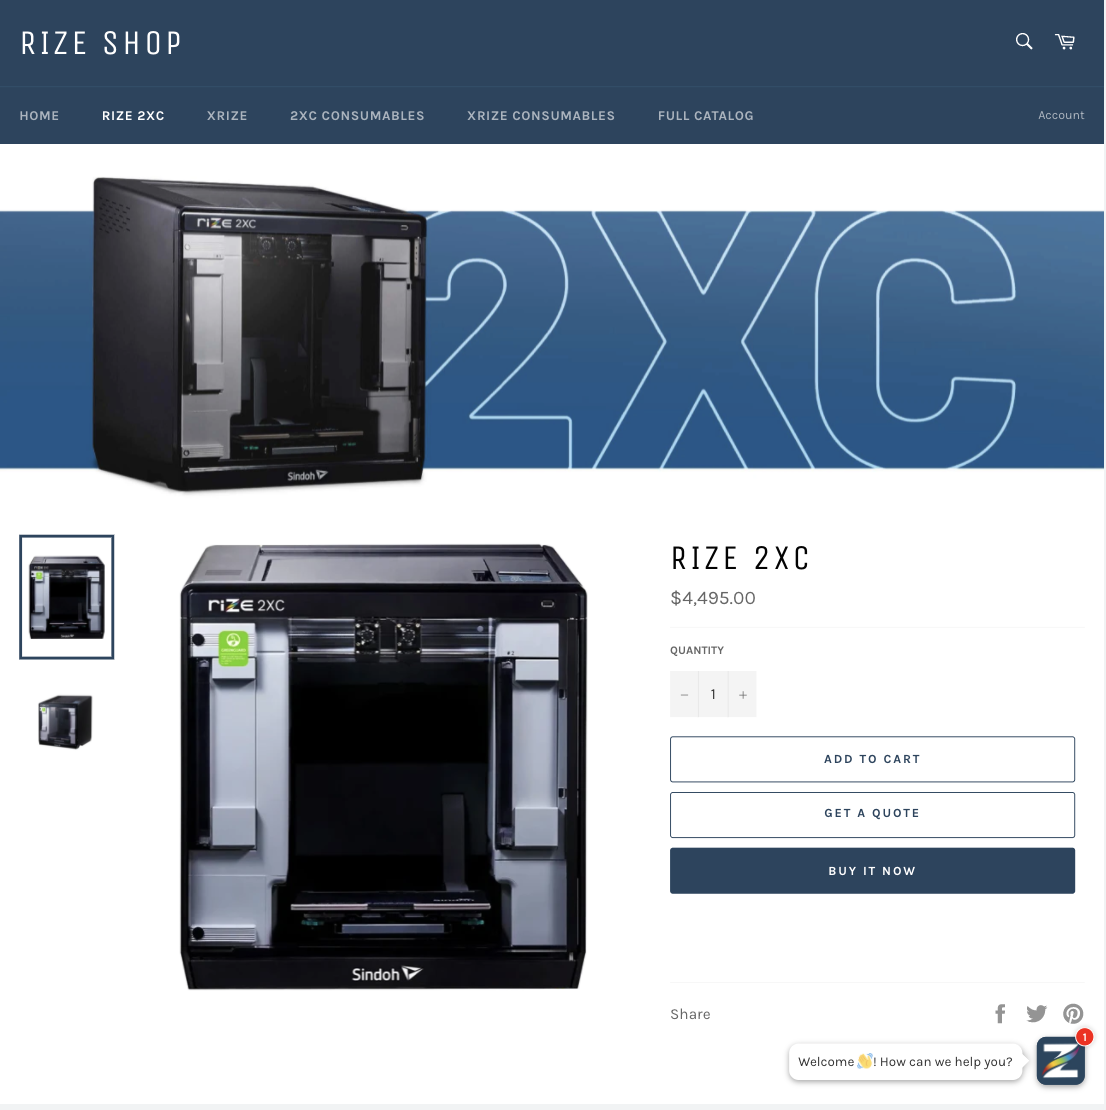 RIZE SHOP
HOME RIZE 2XC XRIZE 2XC CONSUMABLES XRIZE CONSUMABLES FULL CATALOG Account
rıZE 2XC
2XC
Sindoh
rıZE 2XC
Sindoh
RIZE 2XC
$4,495.00
QUANTITY
− 1 +
ADD TO CART
GET A QUOTE
BUY IT NOW
Share
1
Welcome 👋! How can we help you?